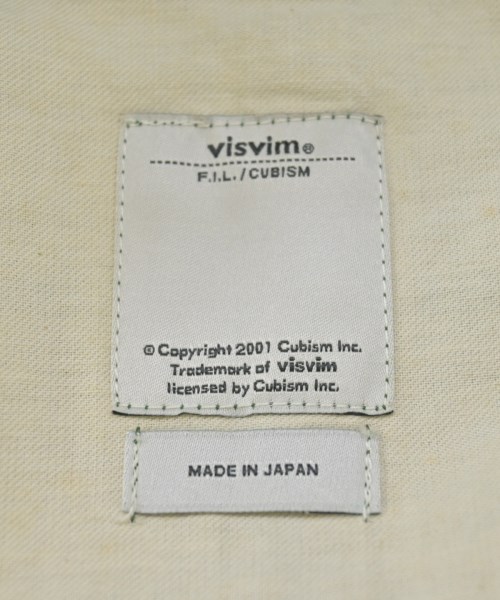 visvim®
F.I.L./CUBISM
© Copyright 2001 Cubism Inc.
Trademark of visvim
licensed by Cubism Inc.
MADE IN JAPAN